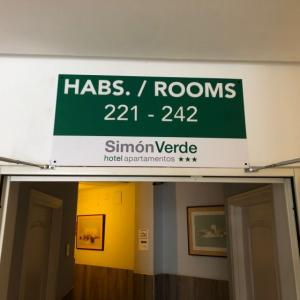 HABS. / ROOMS
221 - 242
SimónVerde
hotel apartamentos ★★★